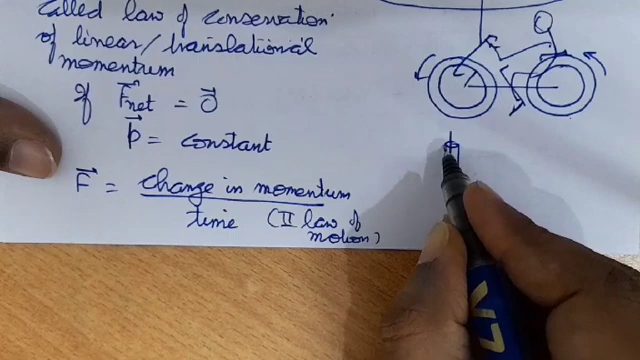 called law of conservation
of linear/translational
momentum
If F⃗net = 0⃗
p⃗ = constant
F⃗ = change in momentum
time (II law of
motion)
V7